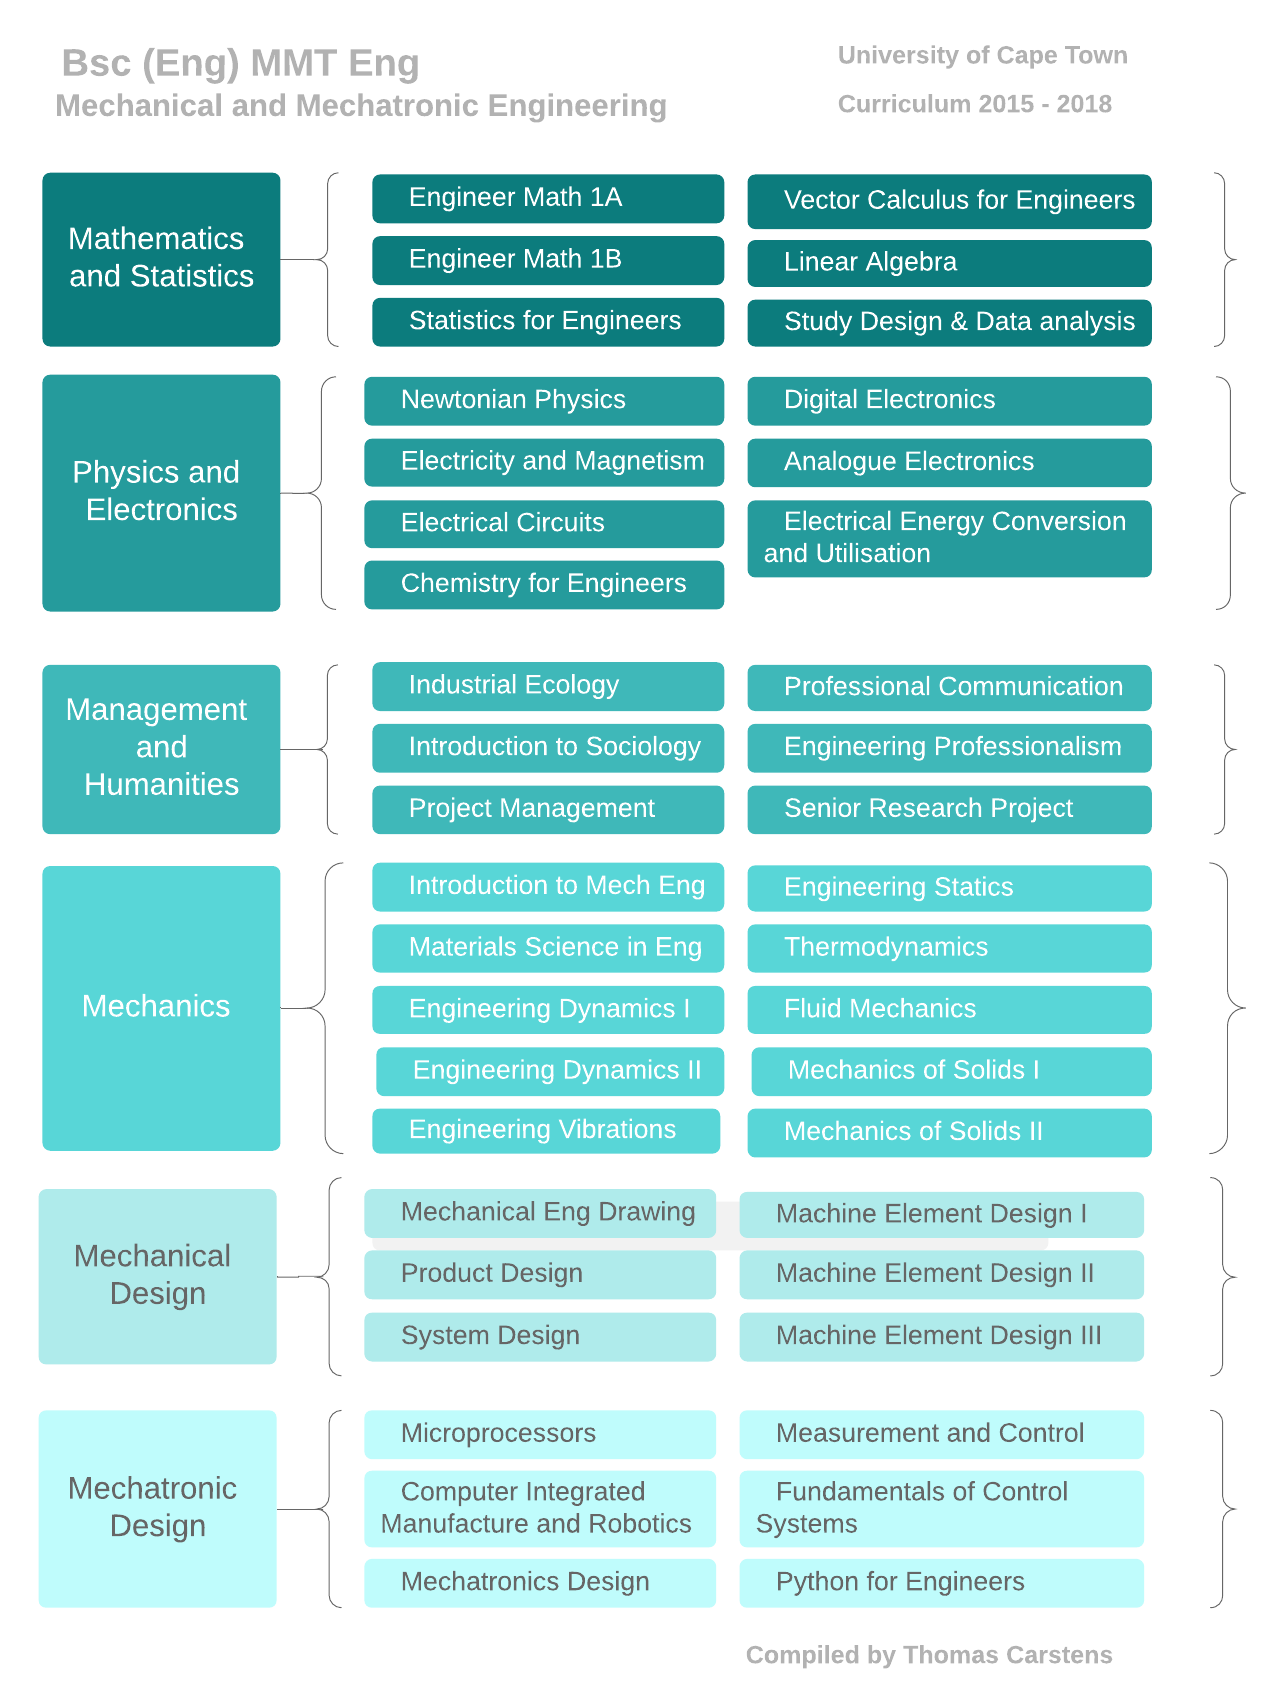 Bsc (Eng) MMT Eng
Mechanical and Mechatronic Engineering
University of Cape Town
Curriculum 2015 - 2018
Mathematics
and Statistics
Engineer Math 1A
Engineer Math 1B
Statistics for Engineers
Vector Calculus for Engineers
Linear Algebra
Study Design & Data analysis
Physics and
Electronics
Newtonian Physics
Electricity and Magnetism
Electrical Circuits
Chemistry for Engineers
Digital Electronics
Analogue Electronics
Electrical Energy Conversion
and Utilisation
Management
and
Humanities
Industrial Ecology
Introduction to Sociology
Project Management
Professional Communication
Engineering Professionalism
Senior Research Project
Mechanics
Introduction to Mech Eng
Materials Science in Eng
Engineering Dynamics I
Engineering Dynamics II
Engineering Vibrations
Engineering Statics
Thermodynamics
Fluid Mechanics
Mechanics of Solids I
Mechanics of Solids II
Mechanical
Design
Mechanical Eng Drawing
Product Design
System Design
Machine Element Design I
Machine Element Design II
Machine Element Design III
Mechatronic
Design
Microprocessors
Computer Integrated
Manufacture and Robotics
Mechatronics Design
Measurement and Control
Fundamentals of Control
Systems
Python for Engineers
Compiled by Thomas Carstens